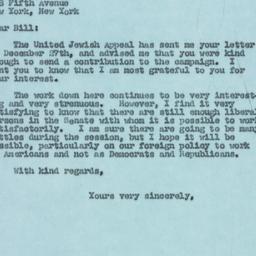 Fifth Avenue
w York, New York
ar Bill:
The United Jewish Appeal has sent me your letter
December 27th, and advised me that you were kind
ough to send a contribution to the campaign. I
nt you to know that I am most grateful to you for
ur interest.
The work down here continues to be very interest-
g and very strenuous. However, I find it very
tisfying to know that there are still enough liberal
rsons in the Senate with whom it is possible to work
tisfactorily. I am sure there are going to be many
ttles during the session, but I hope it will be
ssible, particularly on our foreign policy to work
Americans and not as Democrats and Republicans.
With kind regards,
Yours very sincerely,